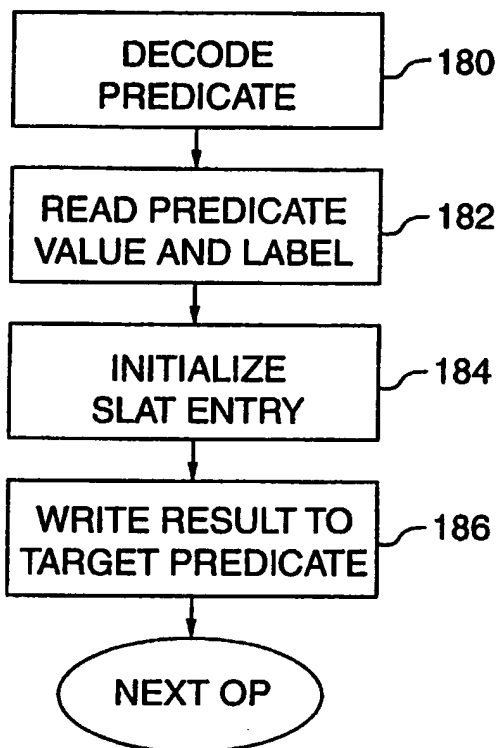 DECODE
PREDICATE
180
READ PREDICATE
VALUE AND LABEL
182
INITIALIZE
SLAT ENTRY
184
WRITE RESULT TO
TARGET PREDICATE
186
NEXT OP